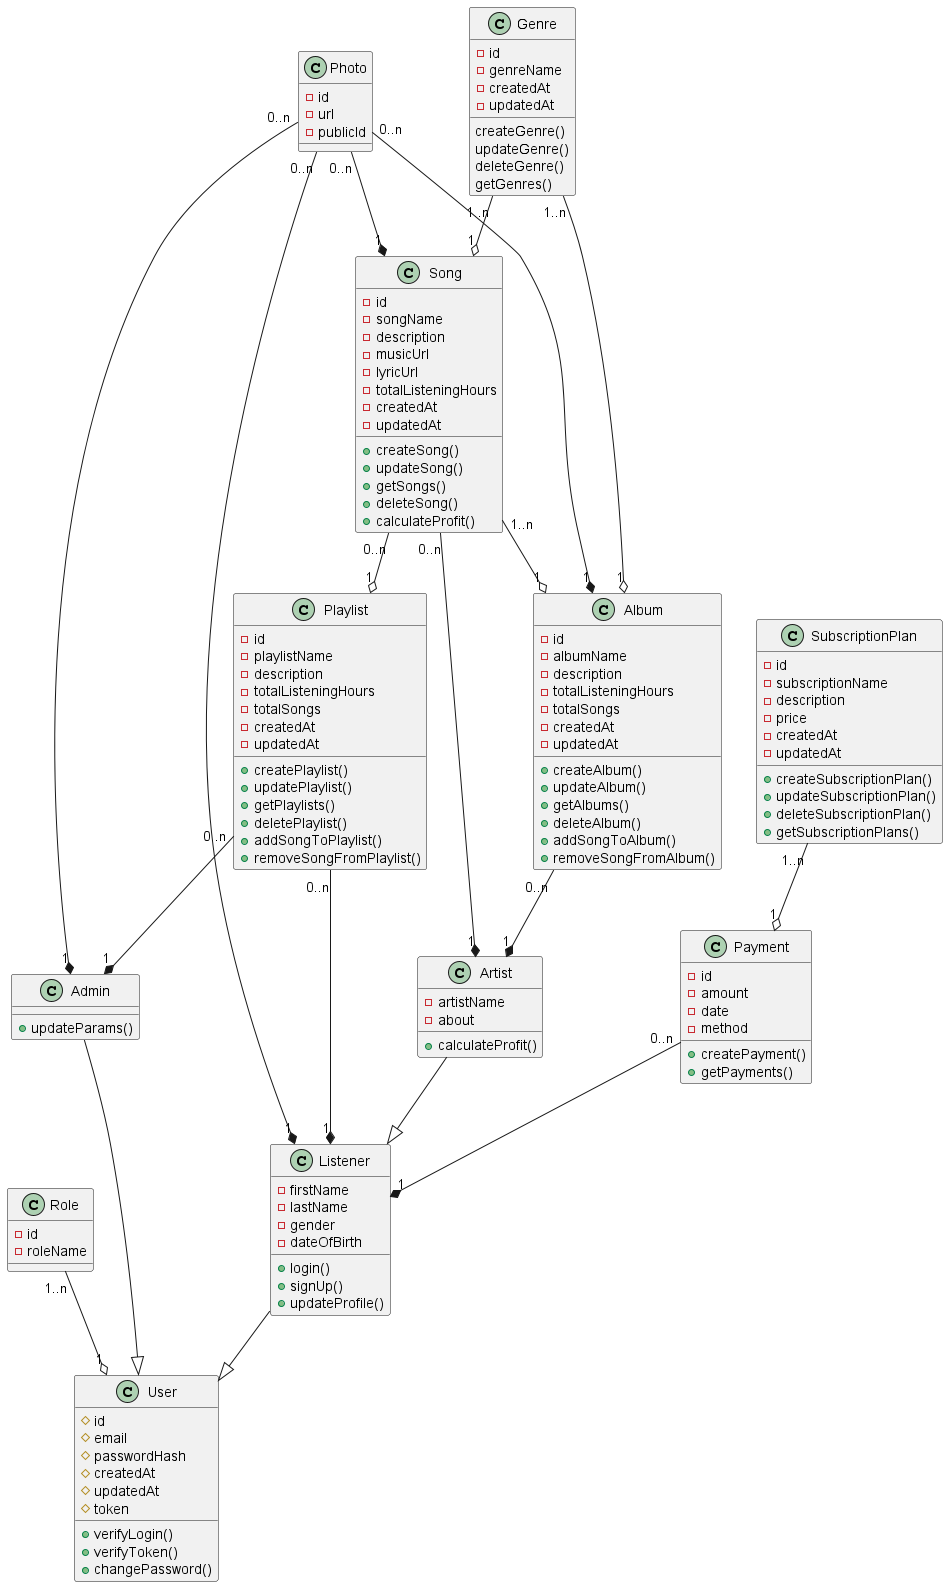 C Genre
id
genreName
createdAt
updatedAt
createGenre()
updateGenre()
deleteGenre()
getGenres()
C Photo
id
url
publicId
0..n
0..n
0..n
0..n
1..n
1..n
1
1
C Song
id
songName
description
musicUrl
lyricUrl
totalListeningHours
createdAt
updatedAt
createSong()
updateSong()
getSongs()
deleteSong()
calculateProfit()
0..n
0..n
1..n
1
1
1
1
C Playlist
id
playlistName
description
totalListeningHours
totalSongs
createdAt
updatedAt
createPlaylist()
updatePlaylist()
getPlaylists()
deletePlaylist()
addSongToPlaylist()
removeSongFromPlaylist()
C Album
id
albumName
description
totalListeningHours
totalSongs
createdAt
updatedAt
createAlbum()
updateAlbum()
getAlbums()
deleteAlbum()
addSongToAlbum()
removeSongFromAlbum()
C SubscriptionPlan
id
subscriptionName
description
price
createdAt
updatedAt
createSubscriptionPlan()
updateSubscriptionPlan()
deleteSubscriptionPlan()
getSubscriptionPlans()
0..n
0..n
0..n
1..n
1
1
1
1
1
C Admin
updateParams()
C Artist
artistName
about
calculateProfit()
C Payment
id
amount
date
method
createPayment()
getPayments()
0..n
1
1
1
C Listener
firstName
lastName
gender
dateOfBirth
login()
signUp()
updateProfile()
C Role
id
roleName
1..n
1
C User
id
email
passwordHash
createdAt
updatedAt
token
verifyLogin()
verifyToken()
changePassword()